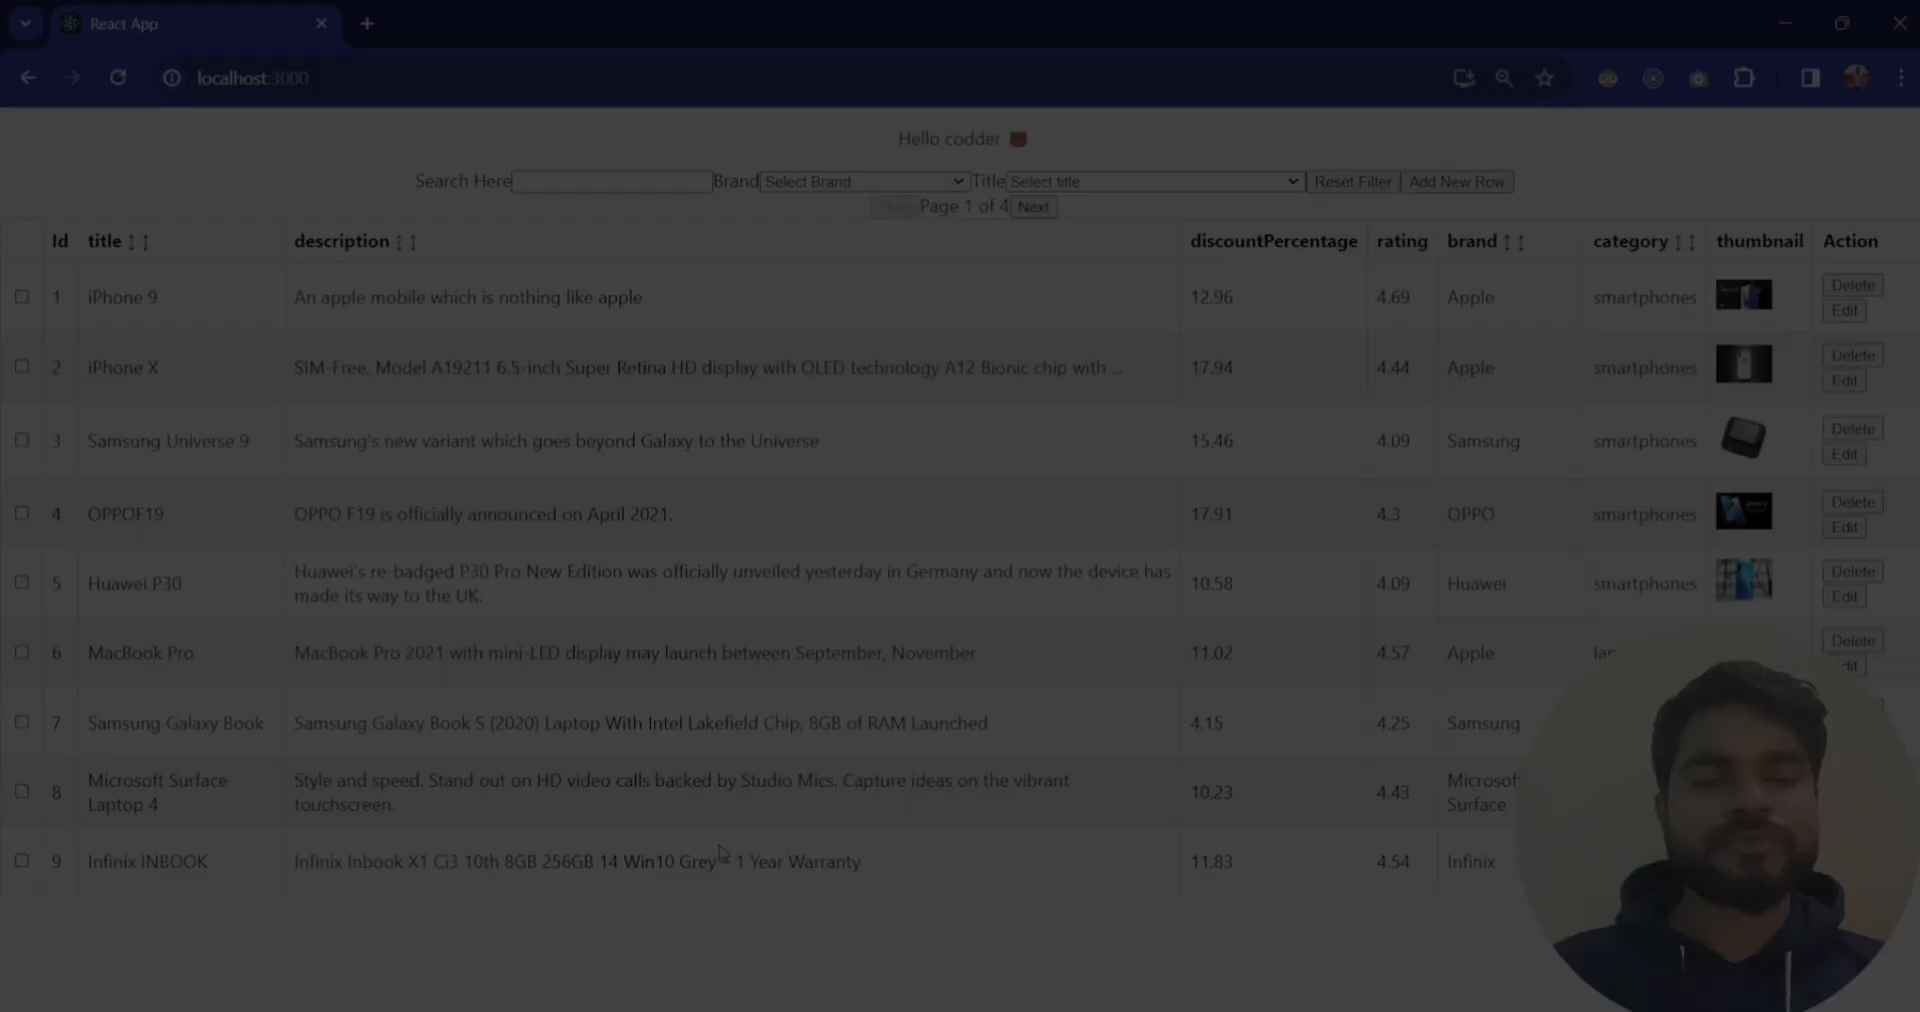 React App
localhost:3000
Hello codder
Search Here Brand Select Brand Title Select title Reset Filter Add New Row
Page 1 of 4 Next
Id title description discountPercentage rating brand category thumbnail Action
1 iPhone 9 An apple mobile which is nothing like apple 12.96 4.69 Apple smartphones Delete
Edit
2 iPhone X SIM-Free, Model A19211 6.5-inch Super Retina HD display with OLED technology A12 Bionic chip with ... 17.94 4.44 Apple smartphones Delete
Edit
3 Samsung Universe 9 Samsung's new variant which goes beyond Galaxy to the Universe 15.46 4.09 Samsung smartphones Delete
Edit
4 OPPOF19 OPPO F19 is officially announced on April 2021. 17.91 4.3 OPPO smartphones Delete
Edit
5 Huawei P30 Huawei's re-badged P30 Pro New Edition was officially unveiled yesterday in Germany and now the device has
made its way to the UK. 10.58 4.09 Huawei smartphones Delete
Edit
6 MacBook Pro MacBook Pro 2021 with mini-LED display may launch between September, November 11.02 4.57 Apple Delete
7 Samsung Galaxy Book Samsung Galaxy Book S (2020) Laptop With Intel Lakefield Chip, 8GB of RAM Launched 4.15 4.25 Samsung
8 Microsoft Surface
Laptop 4 Style and speed. Stand out on HD video calls backed by Studio Mics. Capture ideas on the vibrant
touchscreen. 10.23 4.43 Microsoft
Surface
9 Infinix INBOOK Infinix Inbook X1 Ci3 10th 8GB 256GB 14 Win10 Grey – 1 Year Warranty 11.83 4.54 Infinix